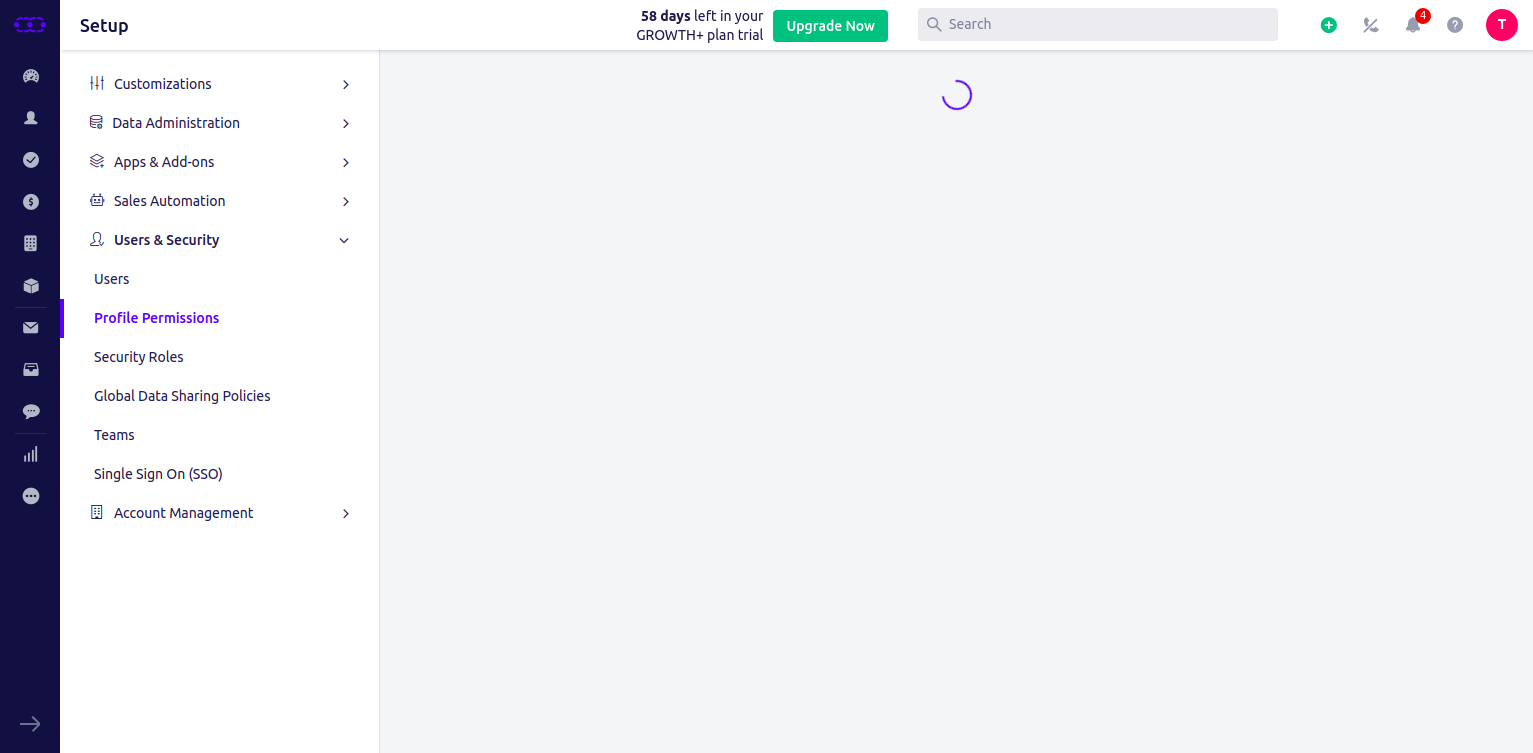 Setup
58 days left in your
GROWTH+ plan trial
Upgrade Now
Search
4
T
Customizations
Data Administration
Apps & Add-ons
Sales Automation
Users & Security
Users
Profile Permissions
Security Roles
Global Data Sharing Policies
Teams
Single Sign On (SSO)
Account Management